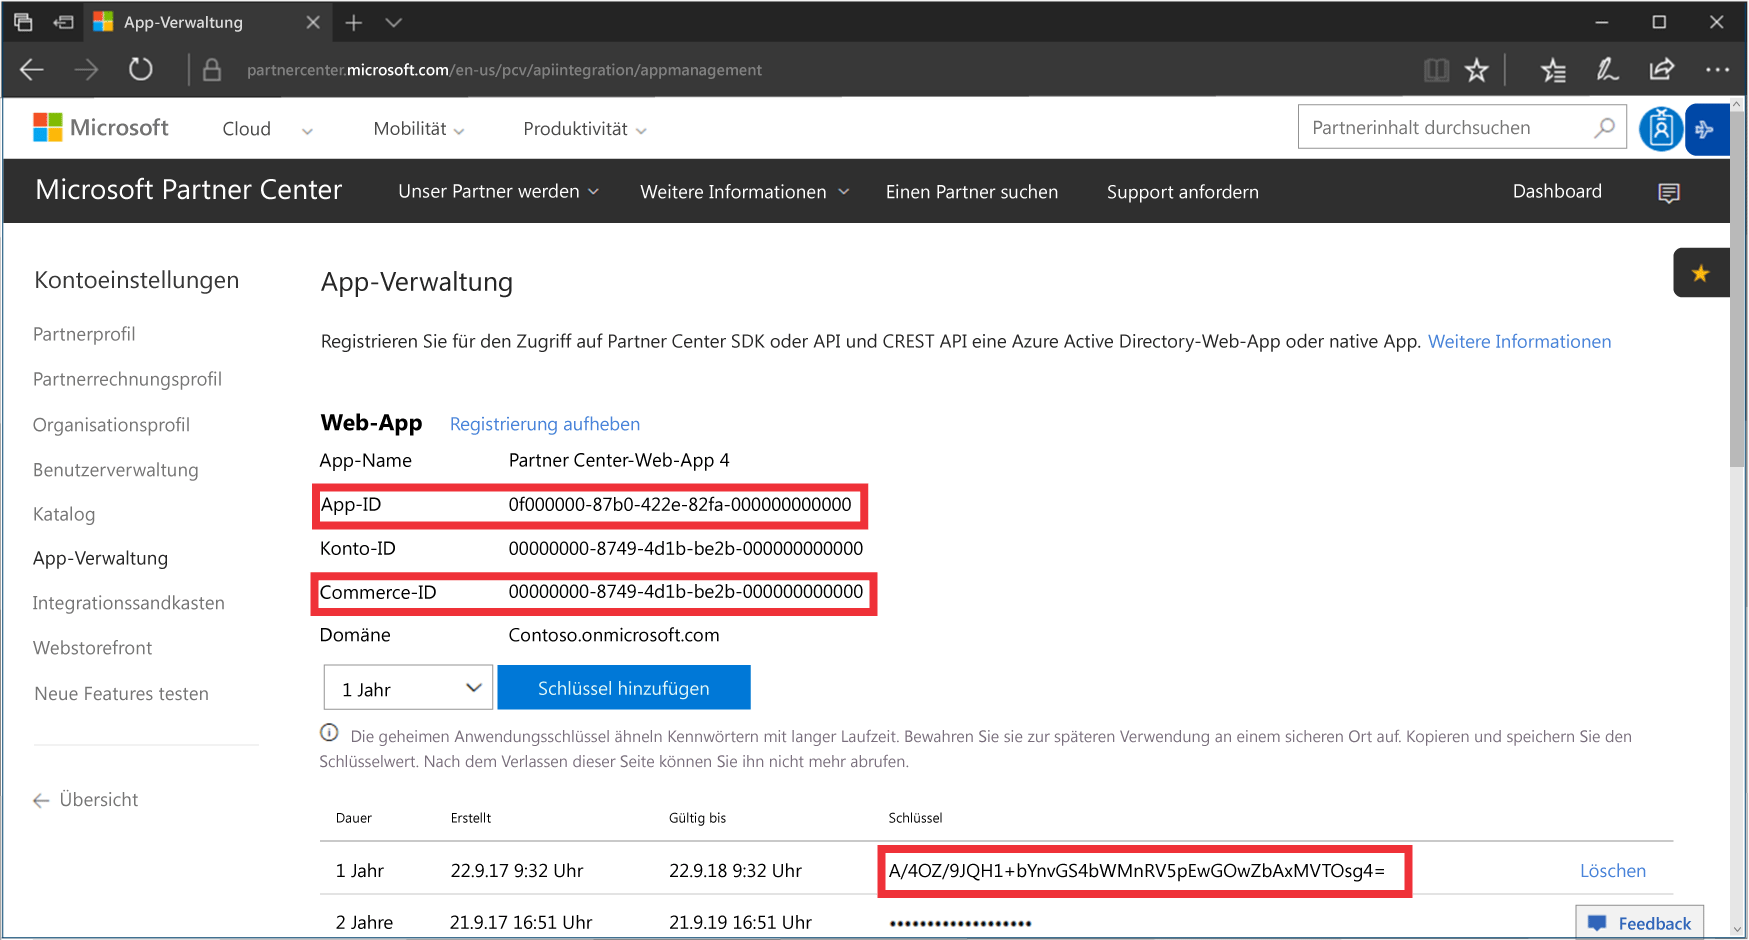 App-Verwaltung
partnercenter.microsoft.com/en-us/pcv/apiintegration/appmanagement
Microsoft Cloud Mobilität Produktivität Partnerinhalt durchsuchen
Microsoft Partner Center Unser Partner werden Weitere Informationen Einen Partner suchen Support anfordern Dashboard
Kontoeinstellungen
Partnerprofil
Partnerrechnungsprofil
Organisationsprofil
Benutzerverwaltung
Katalog
App-Verwaltung
Integrationssandkasten
Webstorefront
Neue Features testen
Übersicht
App-Verwaltung
Registrieren Sie für den Zugriff auf Partner Center SDK oder API und CREST API eine Azure Active Directory-Web-App oder native App. Weitere Informationen
Web-App Registrierung aufheben
App-Name Partner Center-Web-App 4
App-ID 0f000000-87b0-422e-82fa-000000000000
Konto-ID 00000000-8749-4d1b-be2b-000000000000
Commerce-ID 00000000-8749-4d1b-be2b-000000000000
Domäne Contoso.onmicrosoft.com
1 Jahr Schlüssel hinzufügen
Die geheimen Anwendungsschlüssel ähneln Kennwörtern mit langer Laufzeit. Bewahren Sie sie zur späteren Verwendung an einem sicheren Ort auf. Kopieren und speichern Sie den
Schlüsselwert. Nach dem Verlassen dieser Seite können Sie ihn nicht mehr abrufen.
Dauer Erstellt Gültig bis Schlüssel
1 Jahr 22.9.17 9:32 Uhr 22.9.18 9:32 Uhr A/4OZ/9JQH1+bYnvGS4bWMnRV5pEwGOwZbAxMVTOsg4= Löschen
2 Jahre 21.9.17 16:51 Uhr 21.9.19 16:51 Uhr •••••••••••••••••••
Feedback